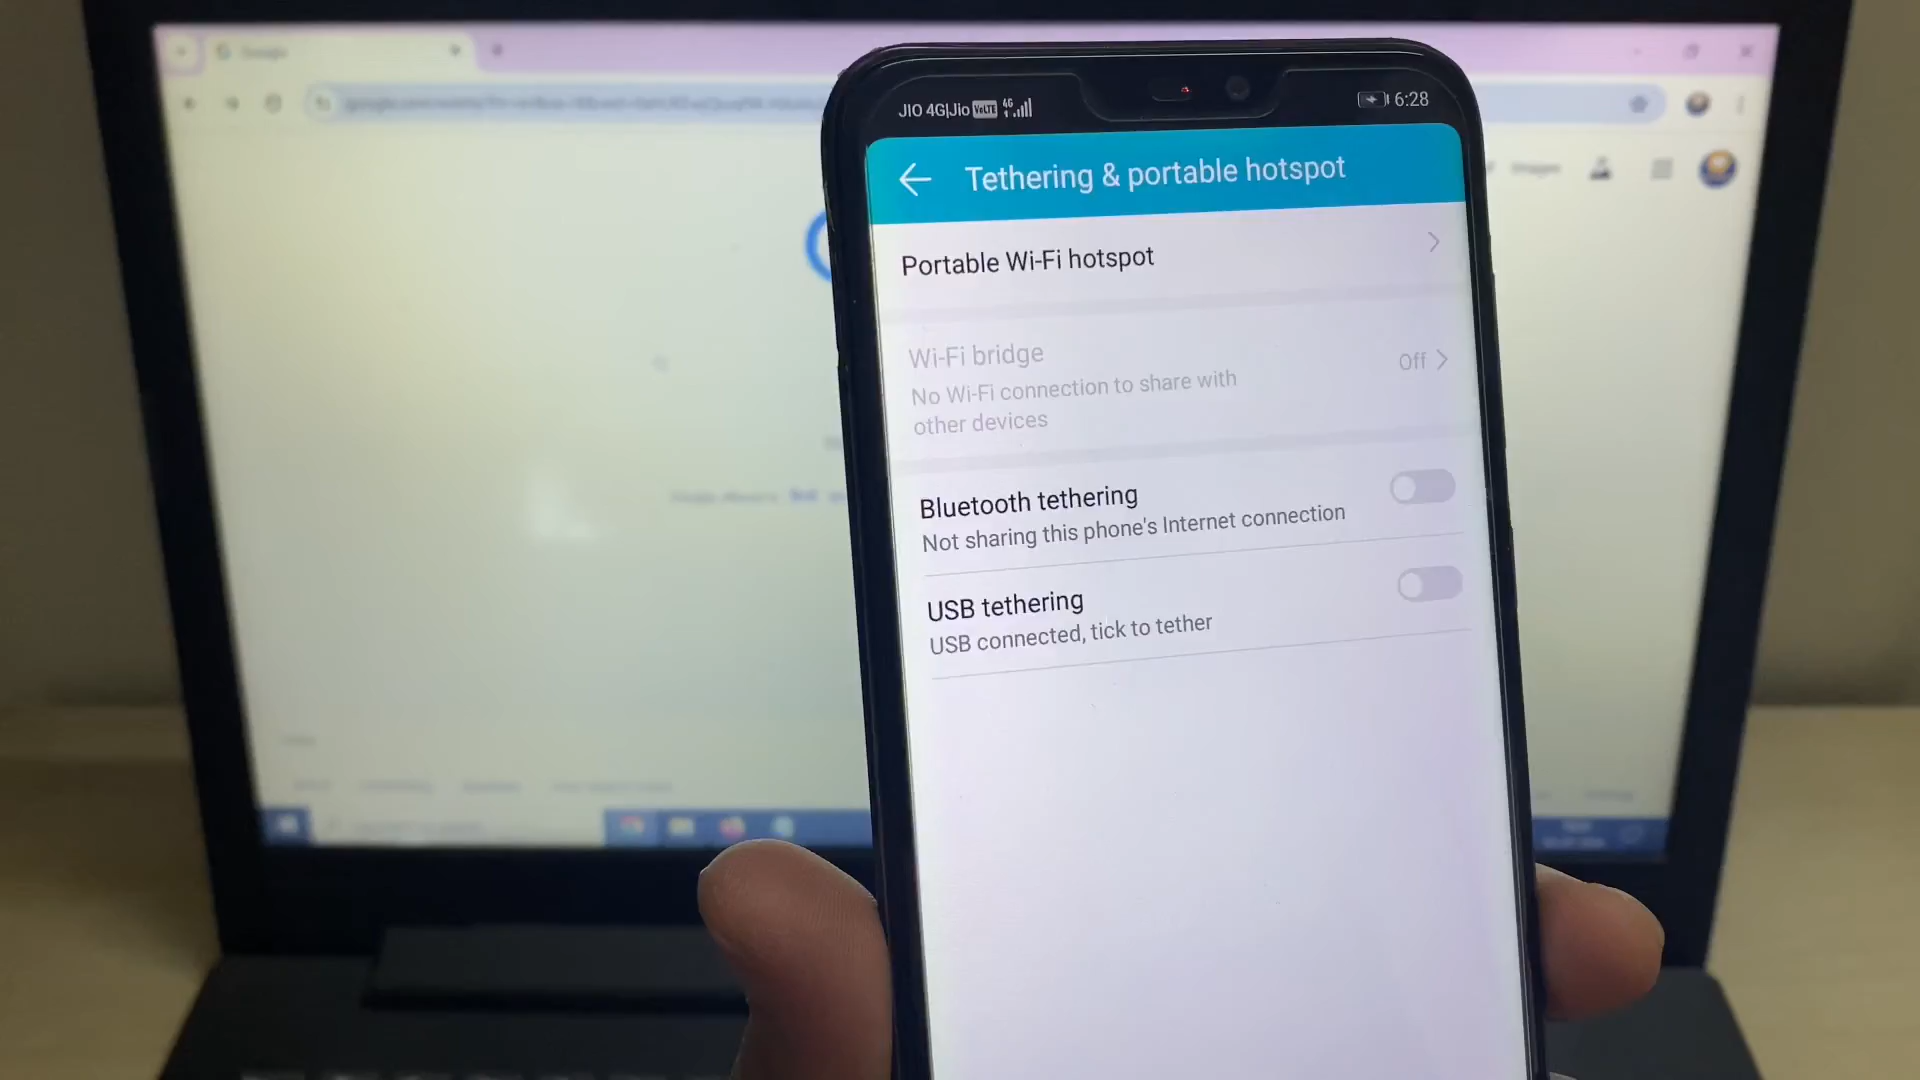 Google
Images
JIO 4G|Jio VoLTE 4G
6:28
Tethering & portable hotspot
Portable Wi-Fi hotspot
Wi-Fi bridge
Off
No Wi-Fi connection to share with
other devices
Bluetooth tethering
Not sharing this phone's Internet connection
USB tethering
USB connected, tick to tether